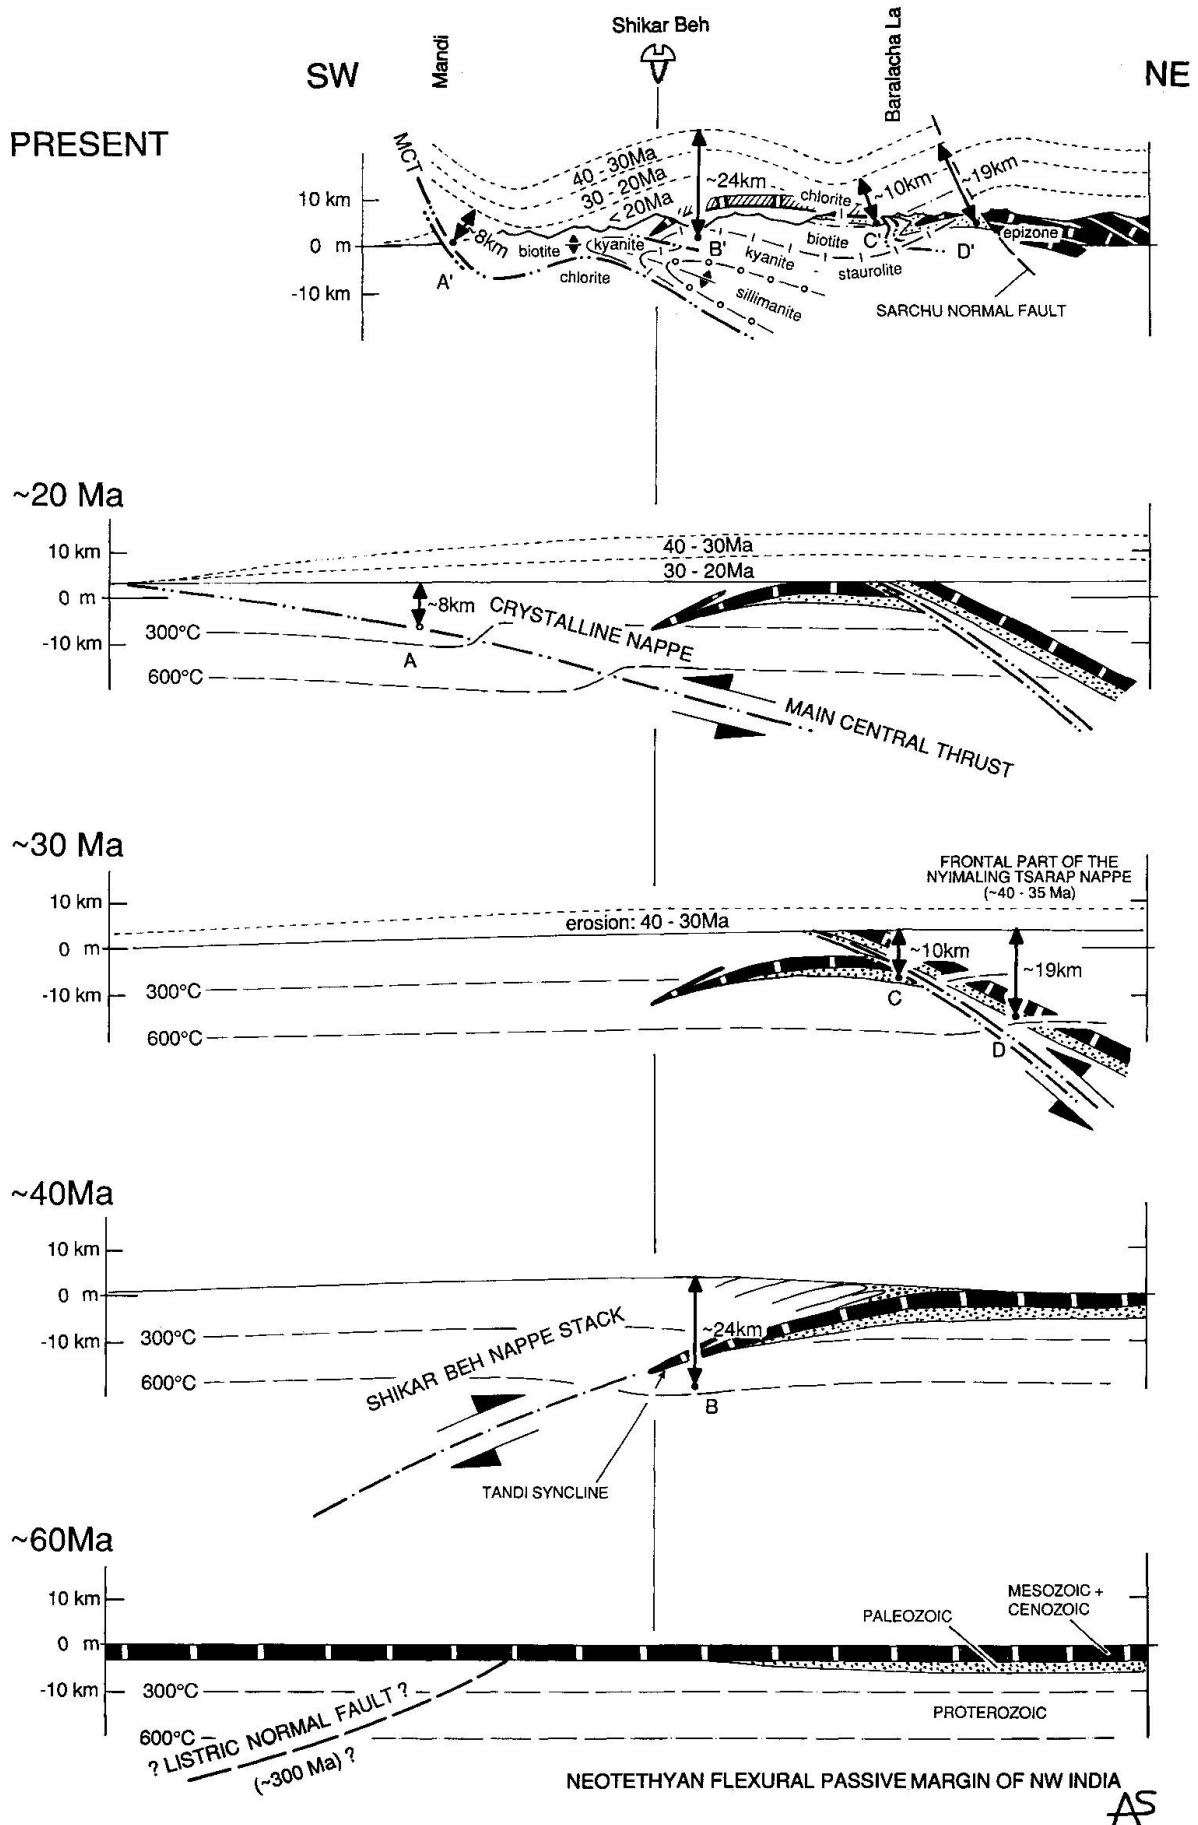 Shikar Beh
Mandi
Baralacha La
SW
NE
PRESENT
MCT
40 - 30Ma
30 - 20Ma
20Ma
~24km
chlorite
~10km
~19km
10 km
0 m
-10 km
~8km
biotite
kyanite
B'
biotite
C'
D'
epizone
A'
chlorite
kyanite
staurolite
sillimanite
SARCHU NORMAL FAULT
~20 Ma
10 km
0 m
-10 km
40 - 30Ma
30 - 20Ma
~8km
CRYSTALLINE NAPPE
300°C
A
600°C
MAIN CENTRAL THRUST
~30 Ma
FRONTAL PART OF THE
NYIMALING TSARAP NAPPE
(~40 - 35 Ma)
10 km
0 m
-10 km
erosion: 40 - 30Ma
~10km
~19km
300°C
C
600°C
D
~40Ma
10 km
0 m
-10 km
300°C
~24km
SHIKAR BEH NAPPE STACK
600°C
B
TANDI SYNCLINE
~60Ma
10 km
0 m
-10 km
MESOZOIC +
CENOZOIC
PALEOZOIC
300°C
PROTEROZOIC
600°C
? LISTRIC NORMAL FAULT ?
(~300 Ma) ?
NEOTETHYAN FLEXURAL PASSIVE MARGIN OF NW INDIA
AS